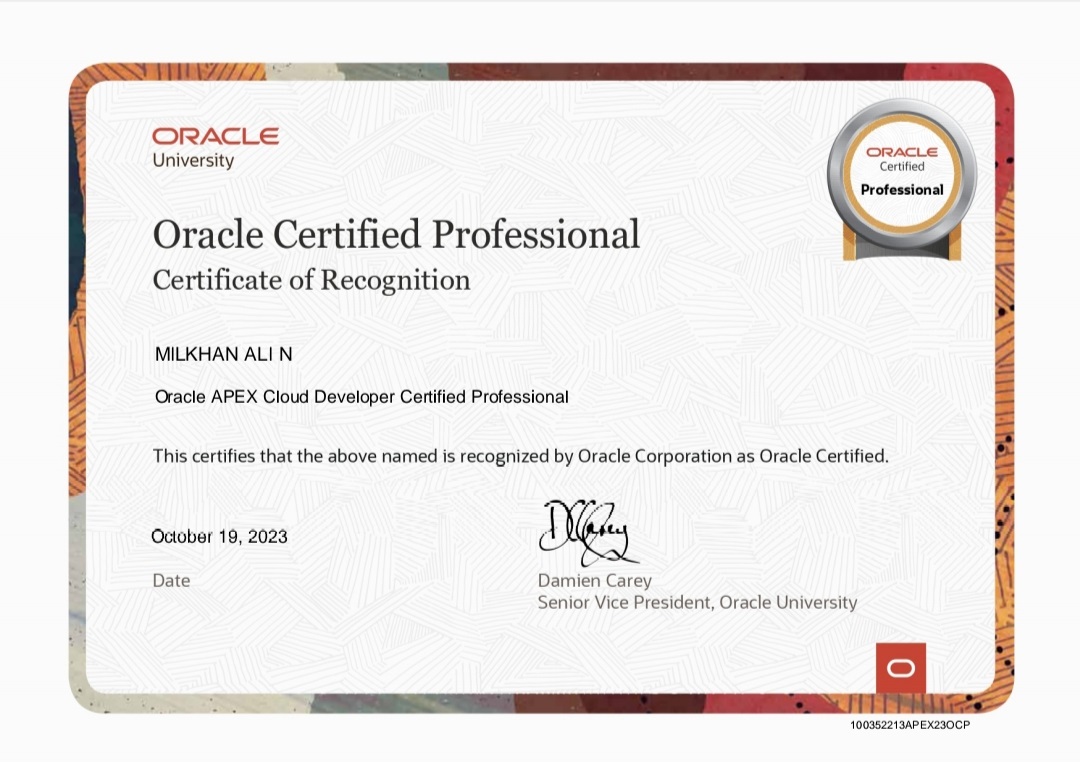 ORACLE
University
ORACLE
Certified
Professional
Oracle Certified Professional
Certificate of Recognition
MILKHAN ALI N
Oracle APEX Cloud Developer Certified Professional
This certifies that the above named is recognized by Oracle Corporation as Oracle Certified.
October 19, 2023
Date
DCarey
Damien Carey
Senior Vice President, Oracle University
100352213APEX23OCP